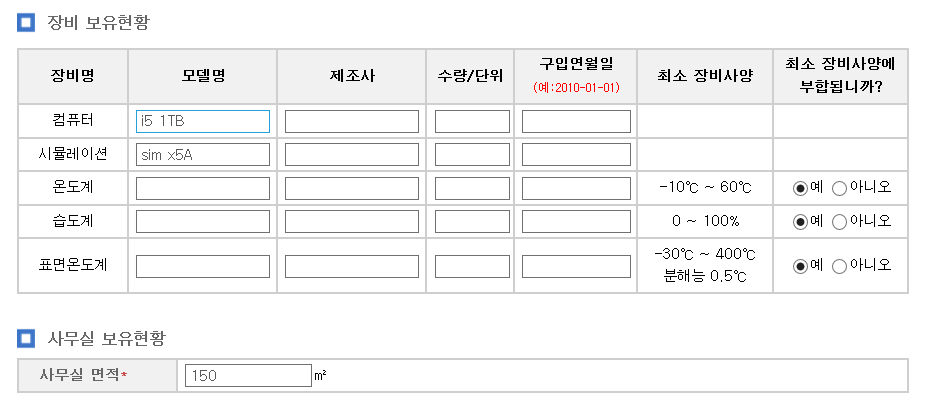 장비 보유현황
장비명 모델명 제조사 수량/단위 구입연월일 (예:2010-01-01) 최소 장비사양 최소 장비사양에 부합됩니까?
컴퓨터 i5 1TB
시뮬레이션 sim x5A
온도계 -10℃ ~ 60℃ 예 아니오
습도계 0 ~ 100% 예 아니오
표면온도계 -30℃ ~ 400℃ 분해능 0.5℃ 예 아니오
사무실 보유현황
사무실 면적* 150 ㎡